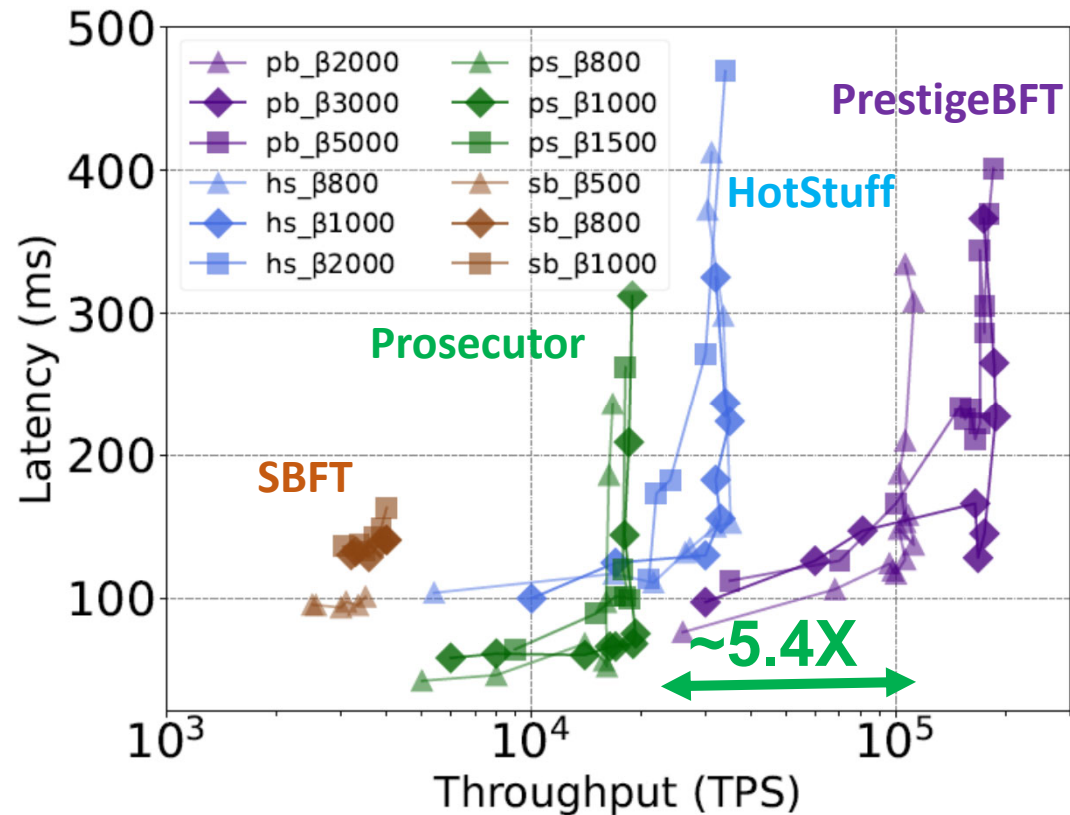 500
400
300
200
100
Latency (ms)
pb_β2000
pb_β3000
pb_β5000
hs_β800
hs_β1000
hs_β2000
ps_β800
ps_β1000
ps_β1500
sb_β500
sb_β800
sb_β1000
PrestigeBFT
HotStuff
Prosecutor
SBFT
~5.4X
10³
10⁴
10⁵
Throughput (TPS)